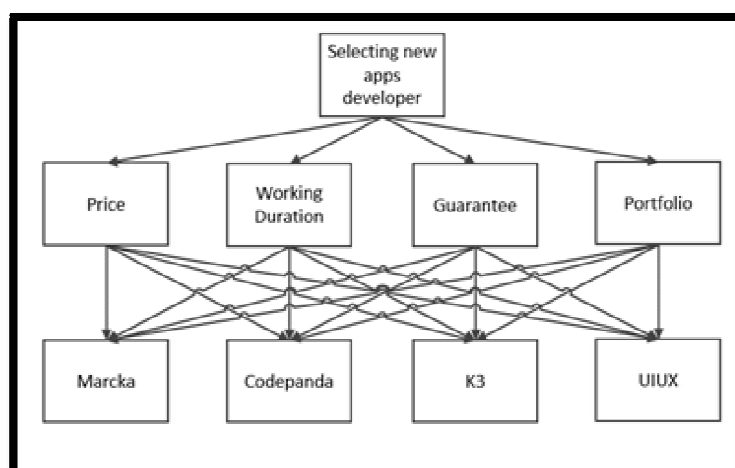 Selecting new
apps
developer
Price
Working
Duration
Guarantee
Portfolio
Marcka
Codepanda
K3
UIUX